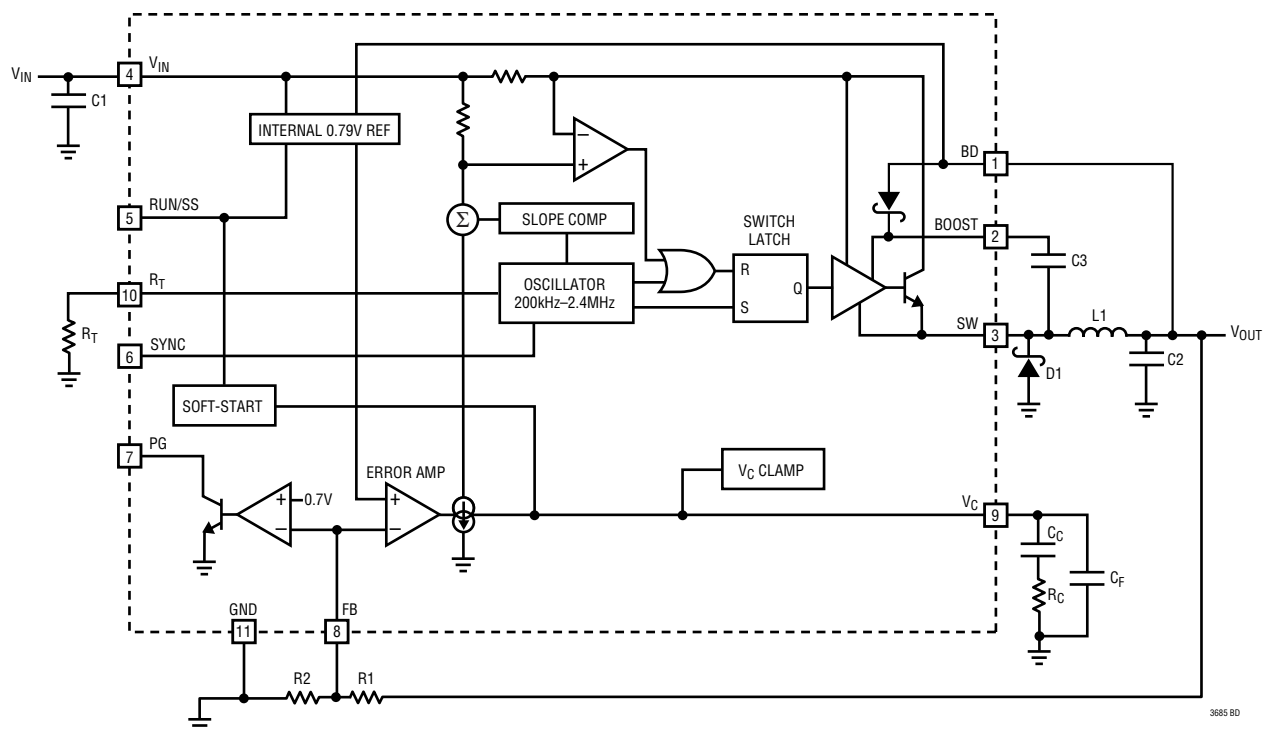 V_IN
4
V_IN
C1
INTERNAL 0.79V REF
−
+
BD
1
5
RUN/SS
Σ
SLOPE COMP
SWITCH
LATCH
BOOST
2
C3
10
R_T
OSCILLATOR
200kHz–2.4MHz
R
Q
S
SW
3
L1
V_OUT
R_T
6
SYNC
D1
C2
SOFT-START
7
PG
ERROR AMP
V_C CLAMP
+
0.7V
−
+
−
V_C
9
C_C
R_C
C_F
GND
11
FB
8
R2
R1
3685 BD